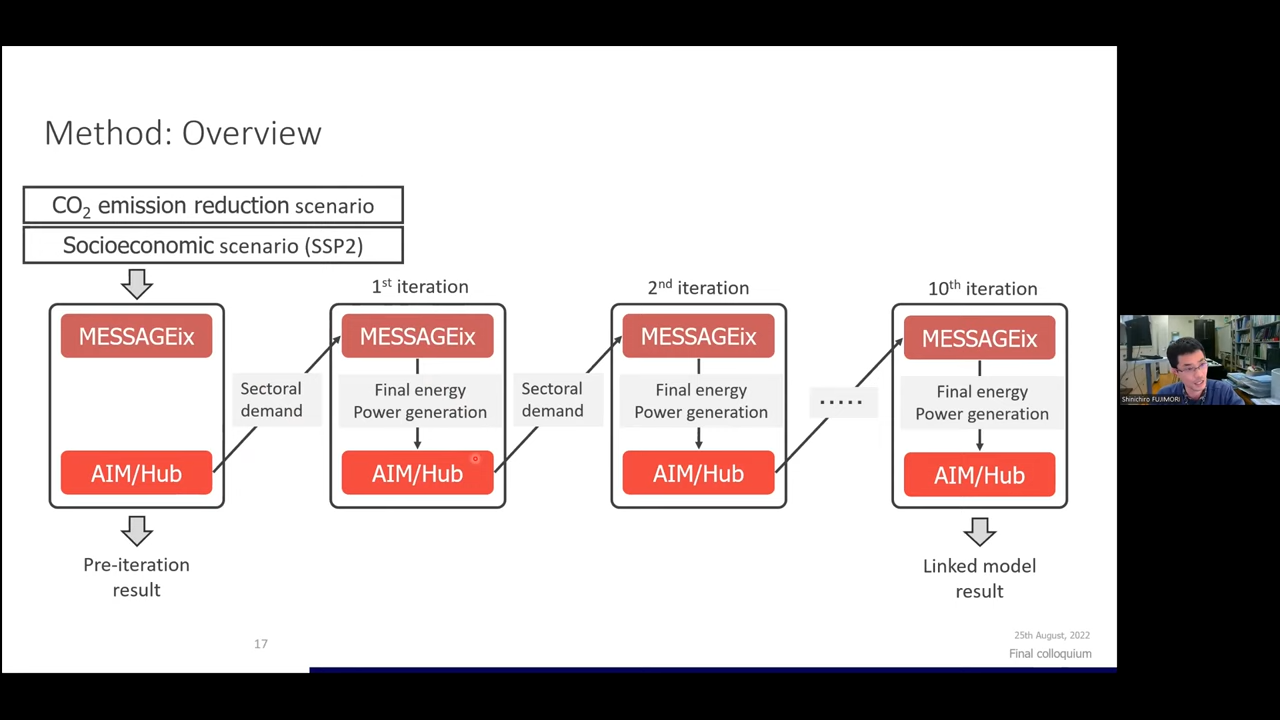 Method: Overview
CO₂ emission reduction scenario
Socioeconomic scenario (SSP2)
1st iteration
2nd iteration
10th iteration
MESSAGEix
MESSAGEix
MESSAGEix
MESSAGEix
Sectoral
demand
Final energy
Power generation
Sectoral
demand
Final energy
Power generation
.....
Final energy
Power generation
AIM/Hub
AIM/Hub
AIM/Hub
AIM/Hub
Pre-iteration
result
Linked model
result
17
25th August, 2022
Final colloquium
Shinichiro FUJIMORI